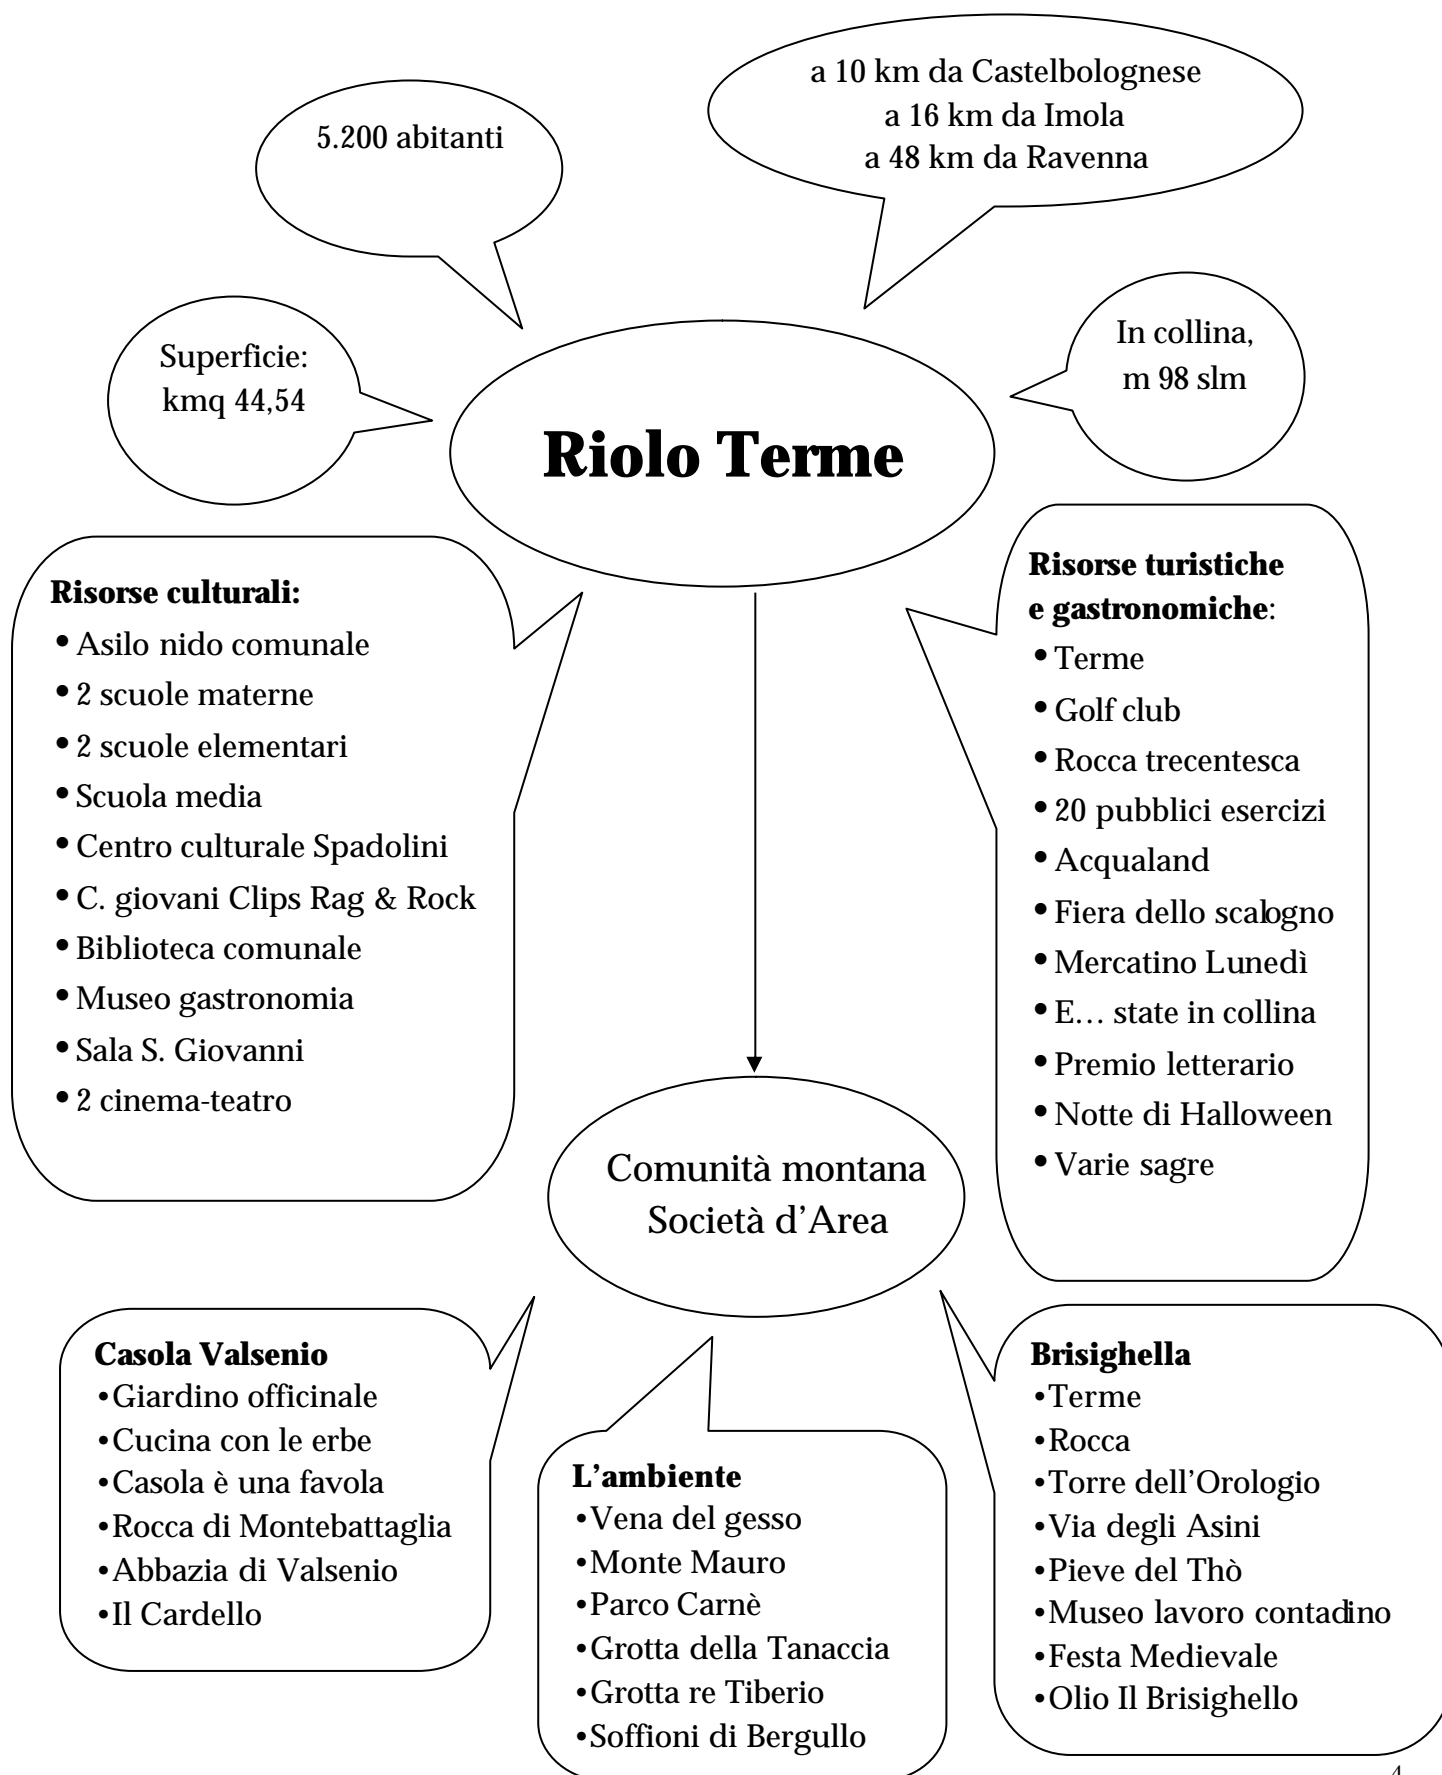 5.200 abitanti
a 10 km da Castelbolognese
a 16 km da Imola
a 48 km da Ravenna
Superficie:
kmq 44,54
In collina,
m 98 slm
Riolo Terme
Risorse culturali:
• Asilo nido comunale
• 2 scuole materne
• 2 scuole elementari
• Scuola media
• Centro culturale Spadolini
• C. giovani Clips Rag & Rock
• Biblioteca comunale
• Museo gastronomia
• Sala S. Giovanni
• 2 cinema-teatro
Risorse turistiche
e gastronomiche:
• Terme
• Golf club
• Rocca trecentesca
• 20 pubblici esercizi
• Acqualand
• Fiera dello scalogno
• Mercatino Lunedì
• E… state in collina
• Premio letterario
• Notte di Halloween
• Varie sagre
Comunità montana
Società d’Area
Casola Valsenio
• Giardino officinale
• Cucina con le erbe
• Casola è una favola
• Rocca di Montebattaglia
• Abbazia di Valsenio
• Il Cardello
L’ambiente
• Vena del gesso
• Monte Mauro
• Parco Carnè
• Grotta della Tanaccia
• Grotta re Tiberio
• Soffioni di Bergullo
Brisighella
• Terme
• Rocca
• Torre dell’Orologio
• Via degli Asini
• Pieve del Thò
• Museo lavoro contadino
• Festa Medievale
• Olio Il Brisighello
4